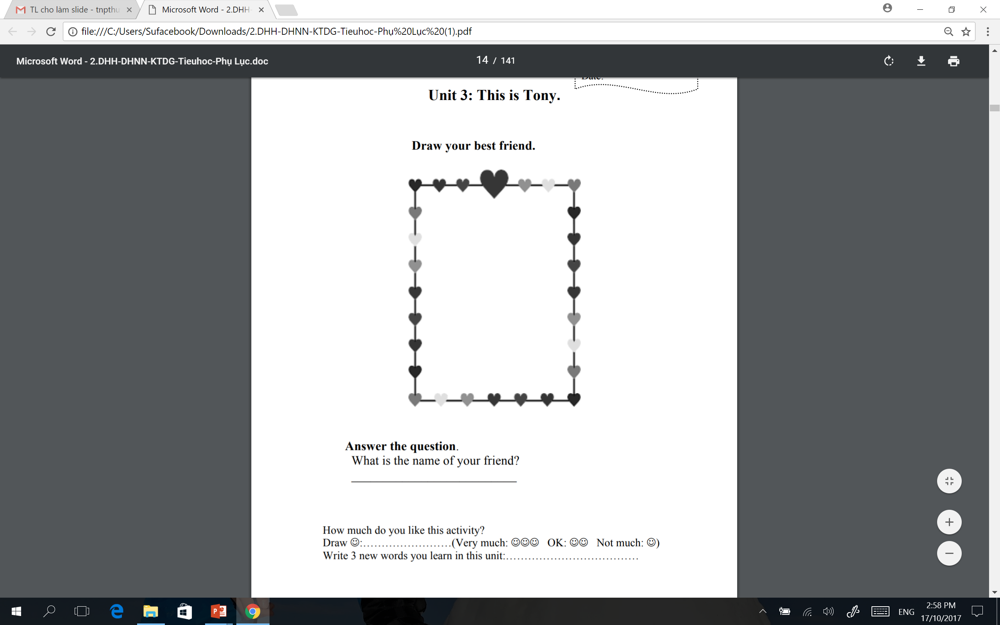 TL cho làm slide - tnpthu
Microsoft Word - 2.DHH-
file:///C:/Users/Sufacebook/Downloads/2.DHH-DHNN-KTDG-Tieuhoc-Phụ%20Lục%20(1).pdf
Microsoft Word - 2.DHH-DHNN-KTDG-Tieuhoc-Phụ Lục.doc
14 / 141
Date:
Unit 3: This is Tony.
Draw your best friend.
Answer the question.
What is the name of your friend?
How much do you like this activity?
Draw ☺:........................(Very much: ☺☺☺ OK: ☺☺ Not much: ☺)
Write 3 new words you learn in this unit:....................................
ENG
2:58 PM
17/10/2017